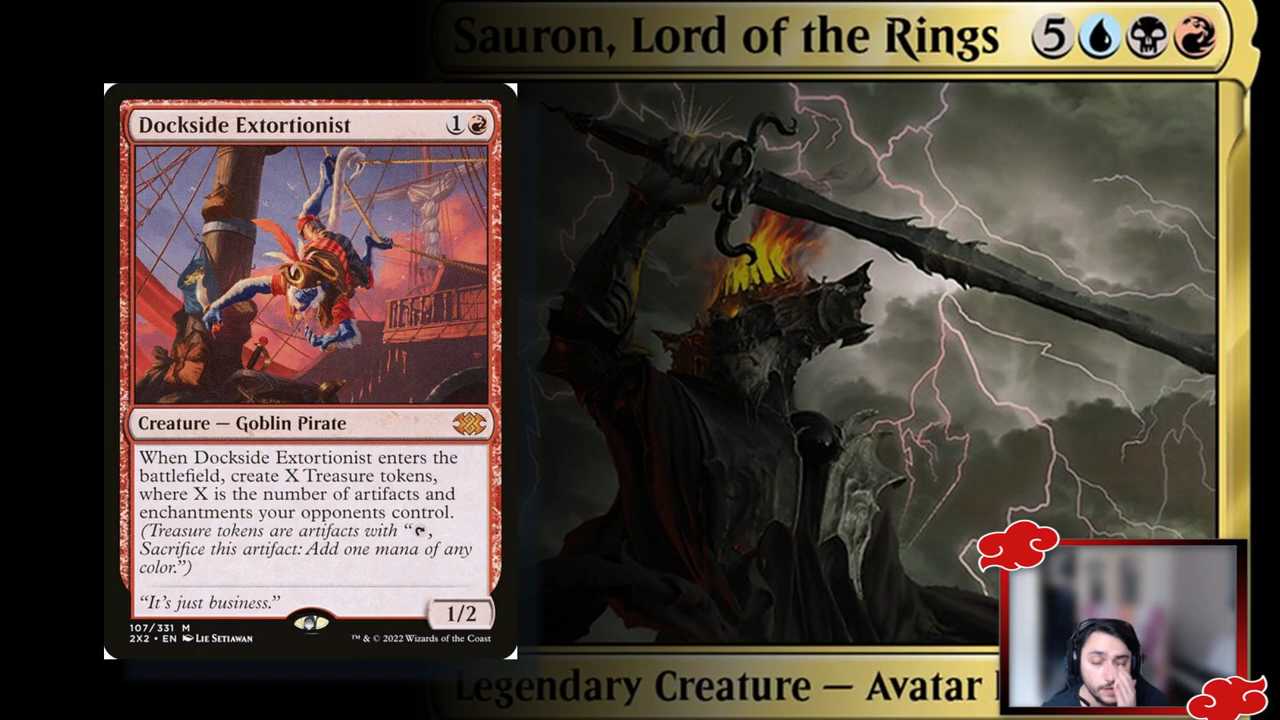 Sauron, Lord of the Rings 5
Dockside Extortionist 1
Creature — Goblin Pirate
When Dockside Extortionist enters the
battlefield, create X Treasure tokens,
where X is the number of artifacts and
enchantments your opponents control.
(Treasure tokens are artifacts with “,
Sacrifice this artifact: Add one mana of any
color.”)
“It’s just business.”
1/2
107/331 M
2X2 • EN Lie Setiawan
™ & © 2022 Wizards of the Coast
Legendary Creature — Avatar